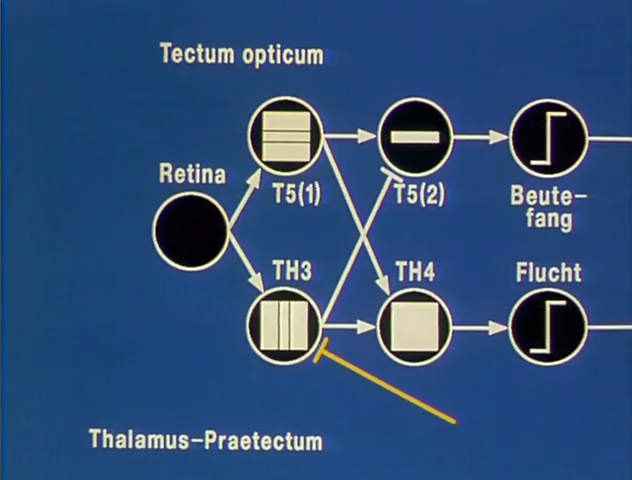 Tectum opticum
Retina
T5(1)
T5(2)
Beute-
fang
TH3
TH4
Flucht
Thalamus-Praetectum